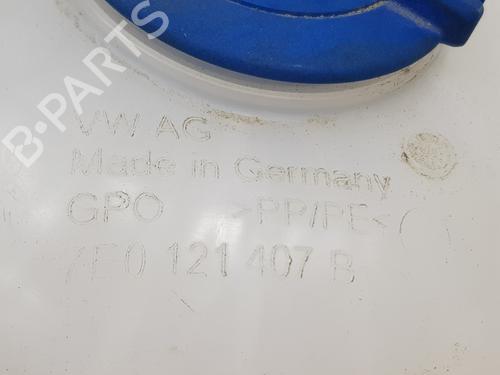 B-PARTS
VW AG
Made in Germany
GPO >PP/PE<
7E0 121 407 B